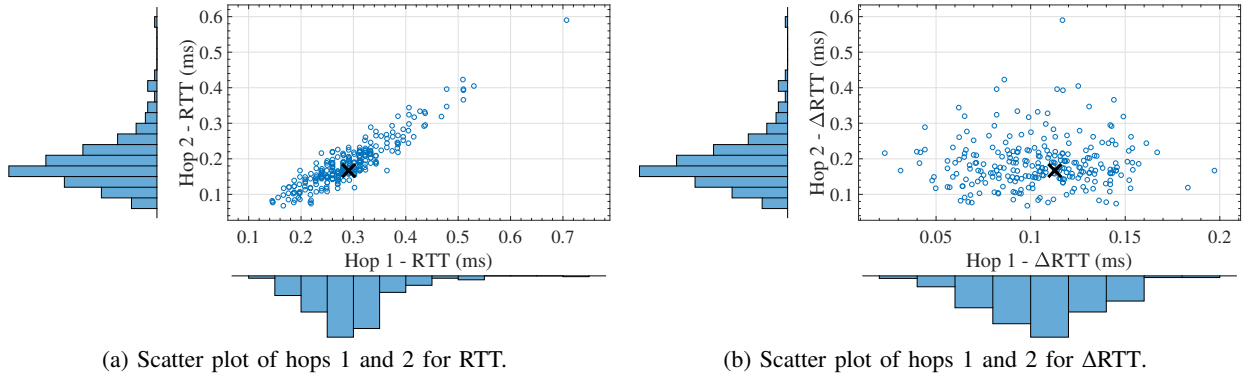 0.6
0.5
0.4
0.3
0.2
0.1
Hop 2 - RTT (ms)
0.1 0.2 0.3 0.4 0.5 0.6 0.7
Hop 1 - RTT (ms)
(a) Scatter plot of hops 1 and 2 for RTT.
0.6
0.5
0.4
0.3
0.2
0.1
Hop 2 - ΔRTT (ms)
0.05 0.1 0.15 0.2
Hop 1 - ΔRTT (ms)
(b) Scatter plot of hops 1 and 2 for ΔRTT.